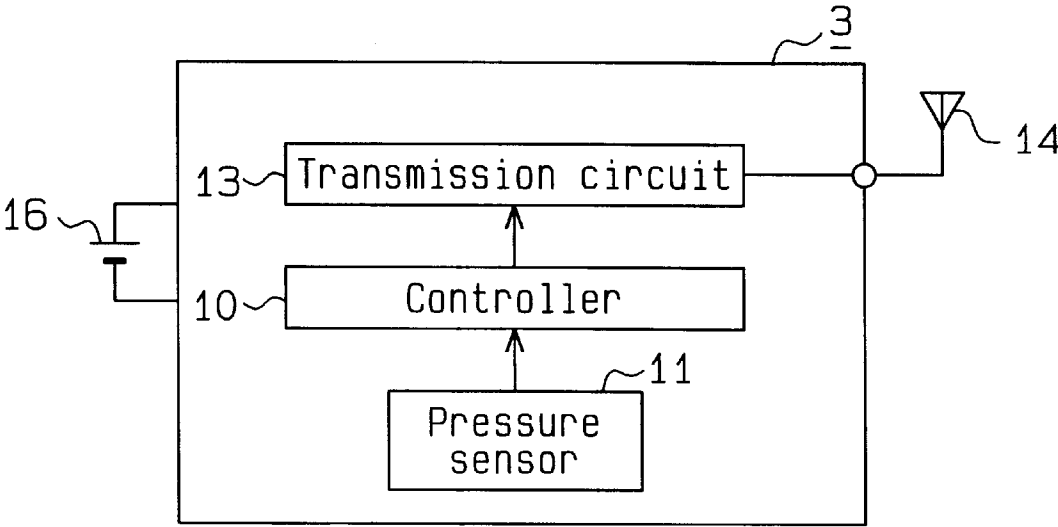 3
14
13
Transmission circuit
16
10
Controller
11
Pressure
sensor